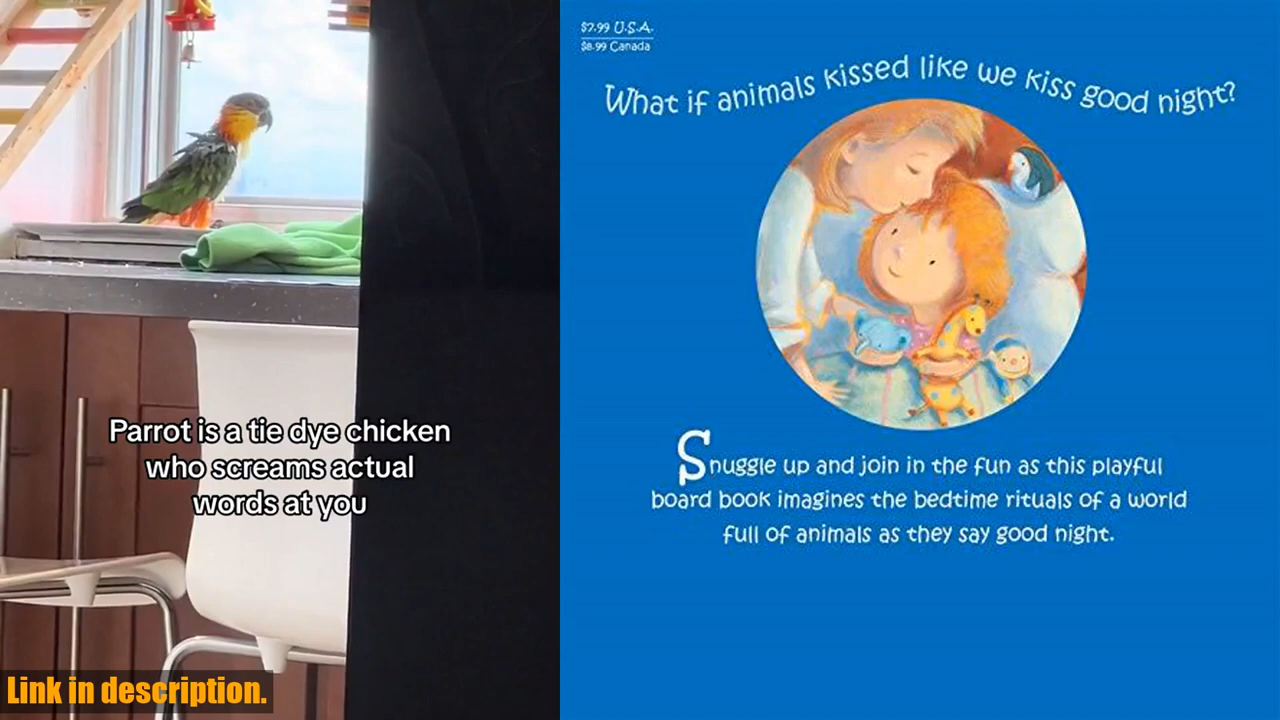 Parrot is a tie dye chicken
who screams actual
words at you
Link in description.
$7.99 U.S.A.
$8.99 Canada
What if animals kissed like we kiss good night?
Snuggle up and join in the fun as this playful
board book imagines the bedtime rituals of a world
full of animals as they say good night.